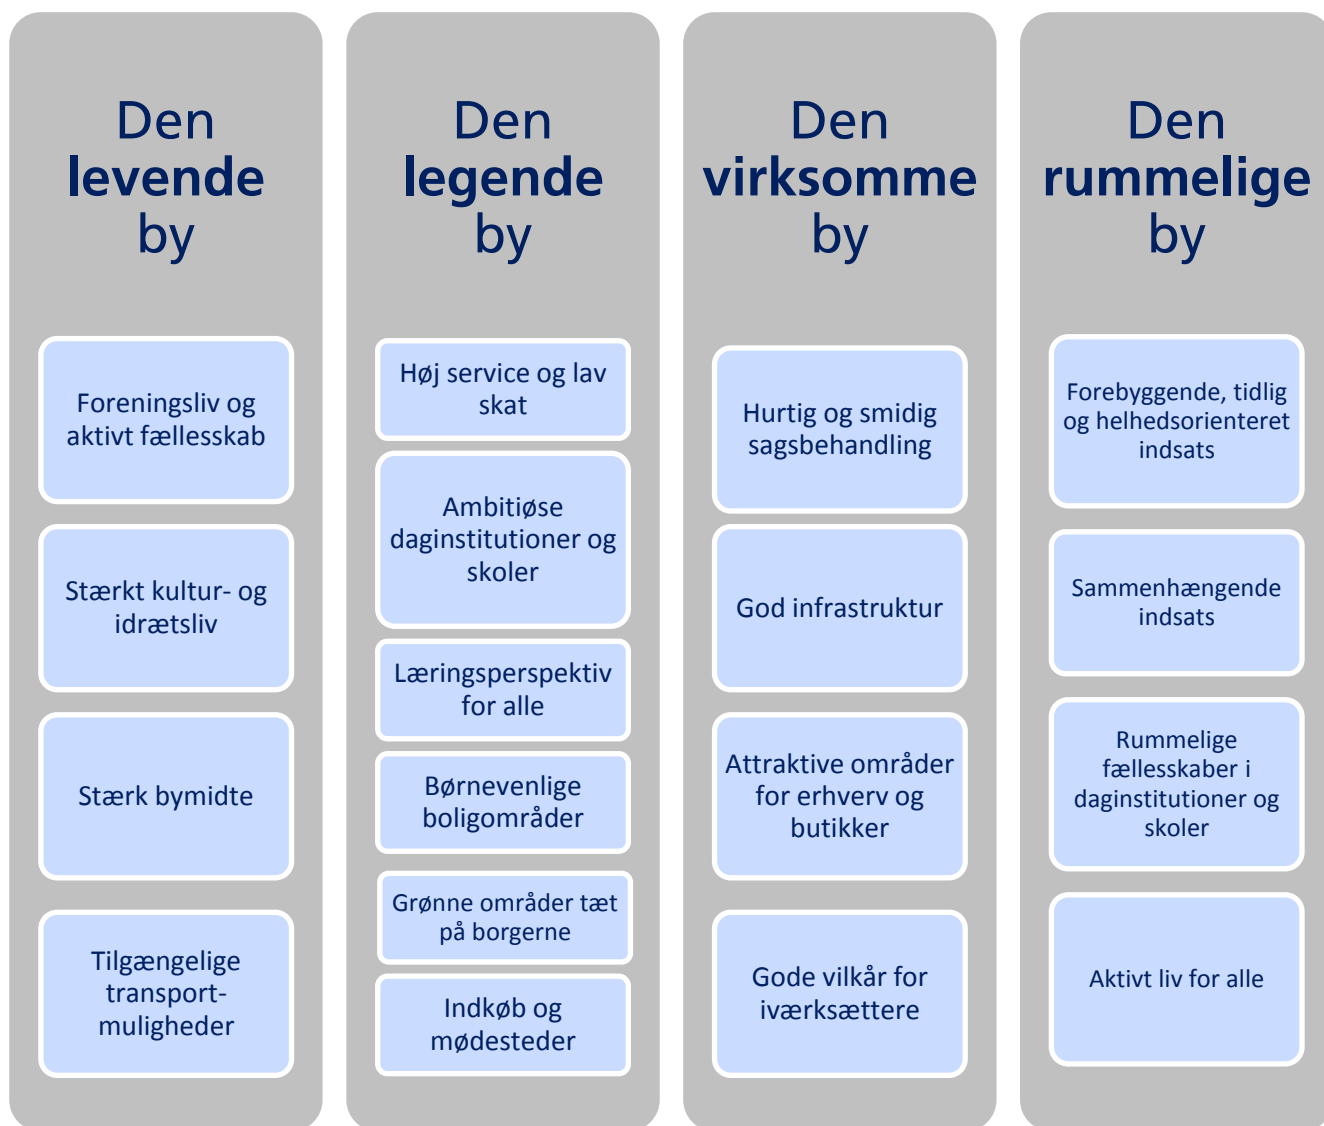 Den
levende
by
Foreningsliv og
aktivt fællesskab
Stærkt kultur- og
idrætsliv
Stærk bymidte
Tilgængelige
transport-
muligheder
Den
legende
by
Høj service og lav
skat
Ambitiøse
daginstitutioner og
skoler
Læringsperspektiv
for alle
Børnevenlige
boligområder
Grønne områder tæt
på borgerne
Indkøb og
mødesteder
Den
virksomme
by
Hurtig og smidig
sagsbehandling
God infrastruktur
Attraktive områder
for erhverv og
butikker
Gode vilkår for
iværksættere
Den
rummelige
by
Forebyggende, tidlig
og helhedsorienteret
indsats
Sammenhængende
indsats
Rummelige
fællesskaber i
daginstitutioner og
skoler
Aktivt liv for alle